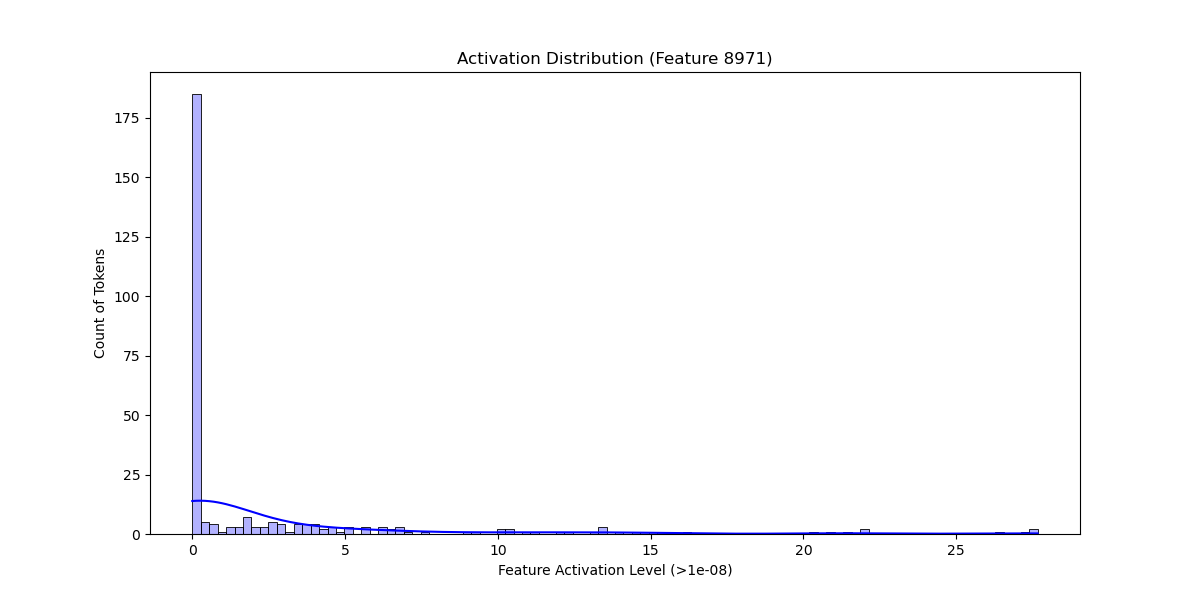 Activation Distribution (Feature 8971)
Count of Tokens
175
150
125
100
75
50
25
0
0 5 10 15 20 25
Feature Activation Level (>1e-08)